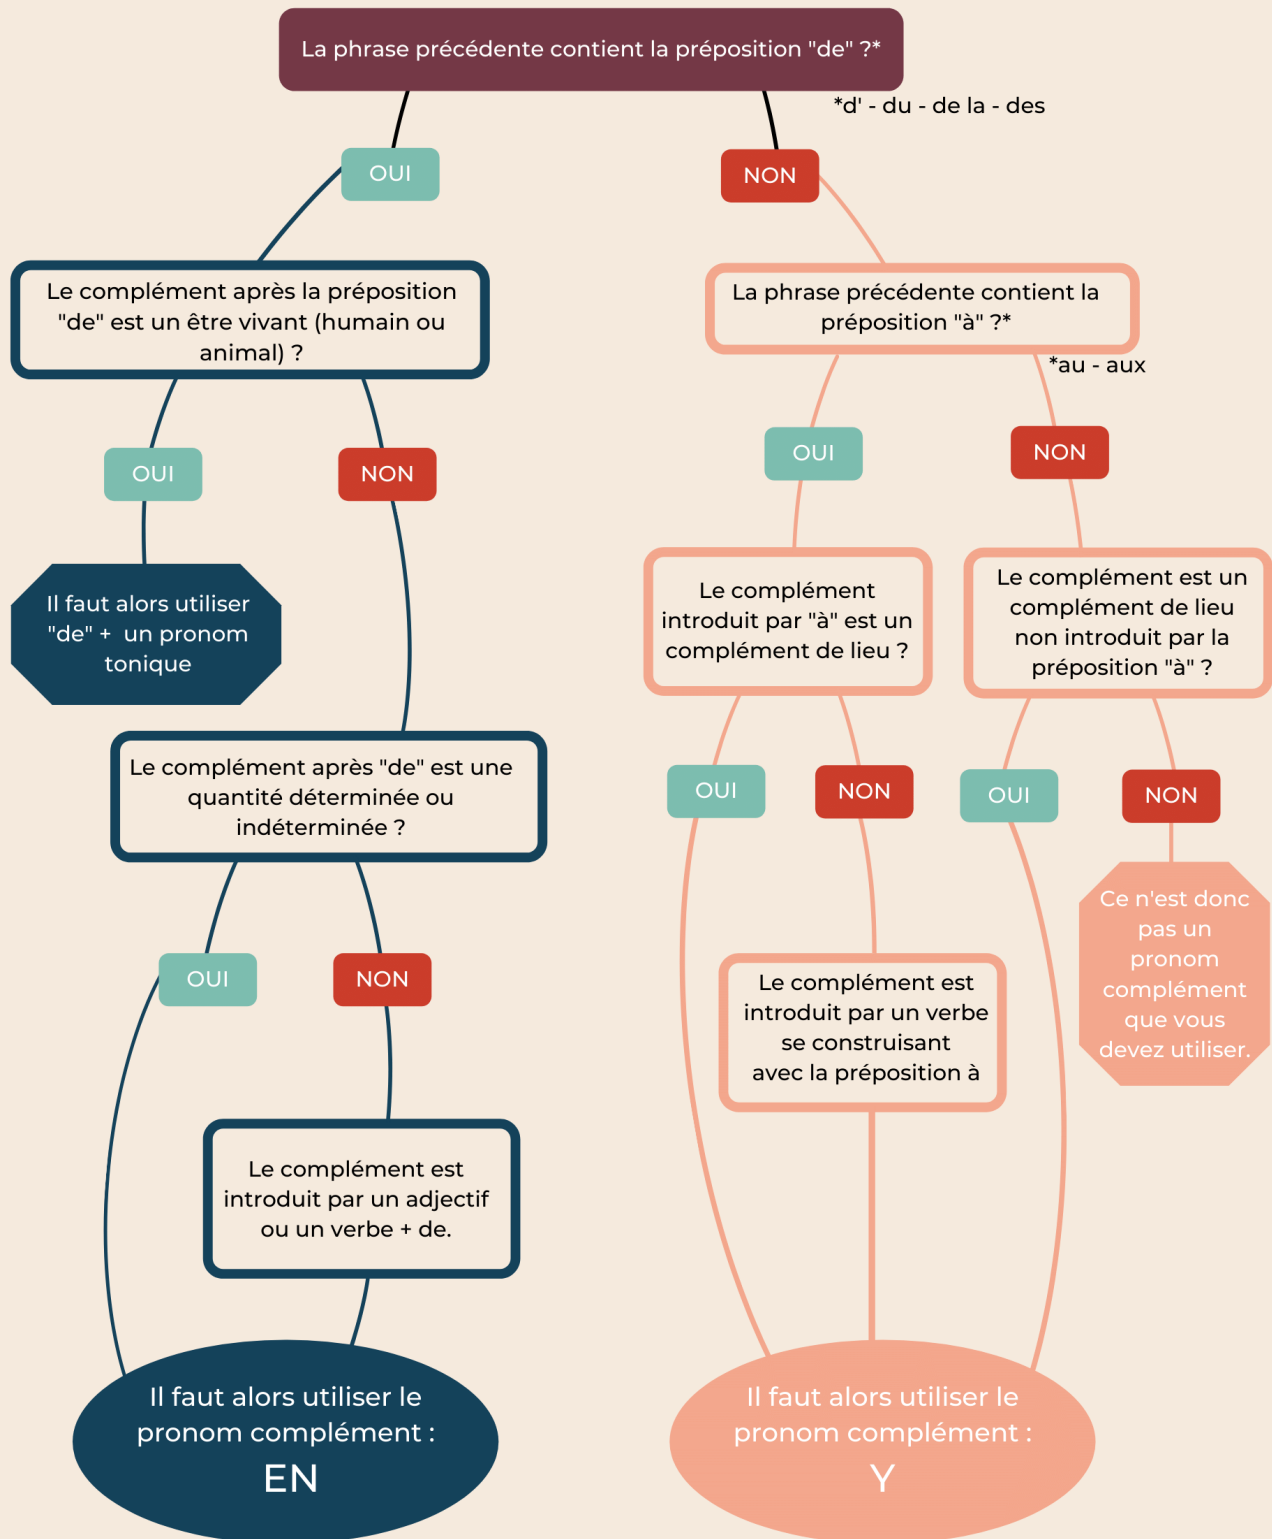 La phrase précédente contient la préposition "de" ?*
*d' - du - de la - des
OUI
NON
Le complément après la préposition
"de" est un être vivant (humain ou
animal) ?
La phrase précédente contient la
préposition "à" ?*
*au - aux
OUI
NON
OUI
NON
Il faut alors utiliser
"de" + un pronom
tonique
Le complément
introduit par "à" est un
complément de lieu ?
Le complément est un
complément de lieu
non introduit par la
préposition "à" ?
Le complément après "de" est une
quantité déterminée ou
indéterminée ?
OUI
NON
OUI
NON
OUI
NON
Ce n'est donc
pas un
pronom
complément
que vous
devez utiliser.
Le complément est
introduit par un verbe
se construisant
avec la préposition à
Le complément est
introduit par un adjectif
ou un verbe + de.
Il faut alors utiliser le
pronom complément :
EN
Il faut alors utiliser le
pronom complément :
Y